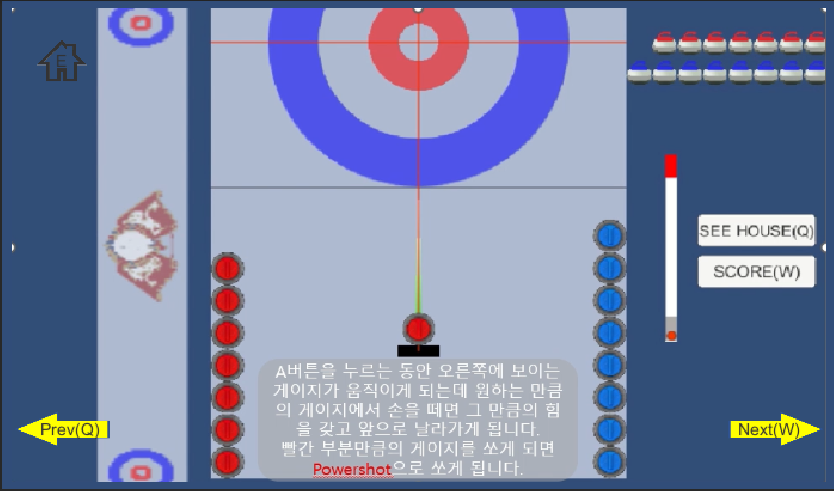 E
SEE HOUSE(Q)
SCORE(W)
A버튼을 누르는 동안 오른쪽에 보이는
게이지가 움직이게 되는데 원하는 만큼
의 게이지에서 손을 떼면 그 만큼의 힘
을 갖고 앞으로 날라가게 됩니다.
빨간 부분만큼의 게이지를 쏘게 되면
Powershot으로 쏘게 됩니다.
Prev(Q)
Next(W)